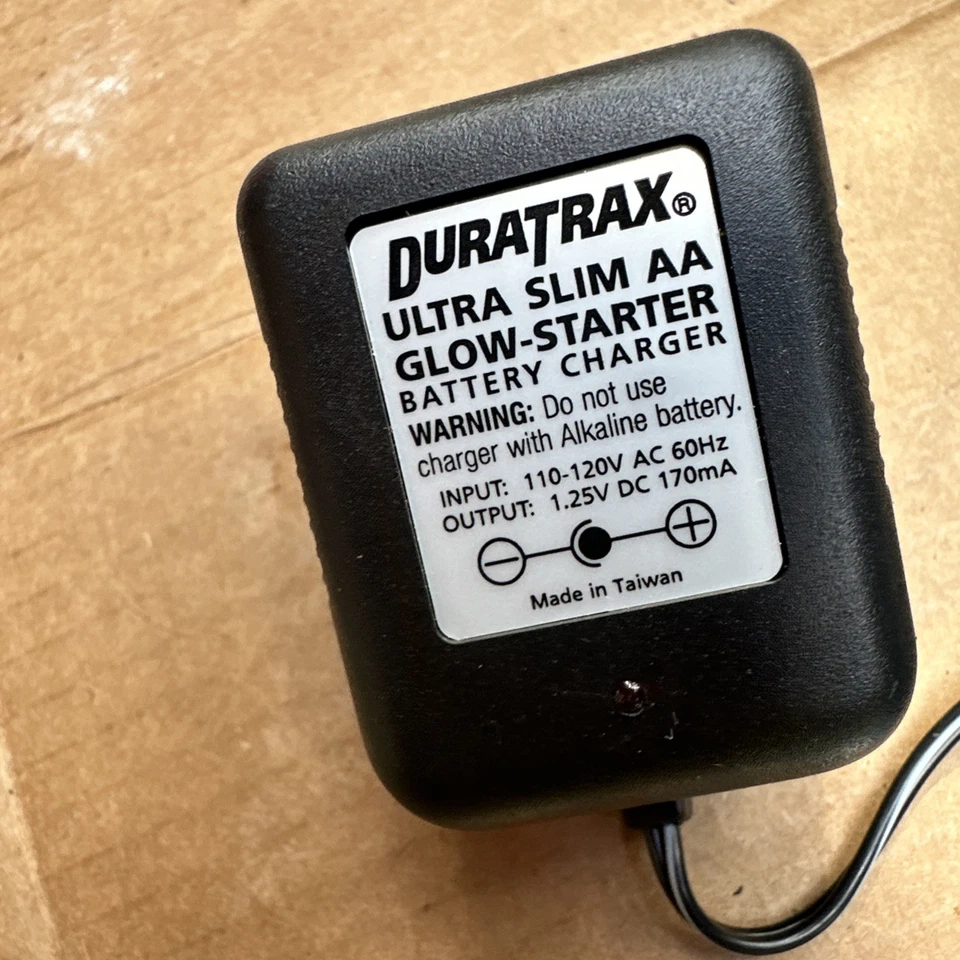 DURATRAX®
ULTRA SLIM AA
GLOW-STARTER
BATTERY CHARGER
WARNING: Do not use
charger with Alkaline battery.
INPUT: 110-120V AC 60Hz
OUTPUT: 1.25V DC 170mA
Made in Taiwan